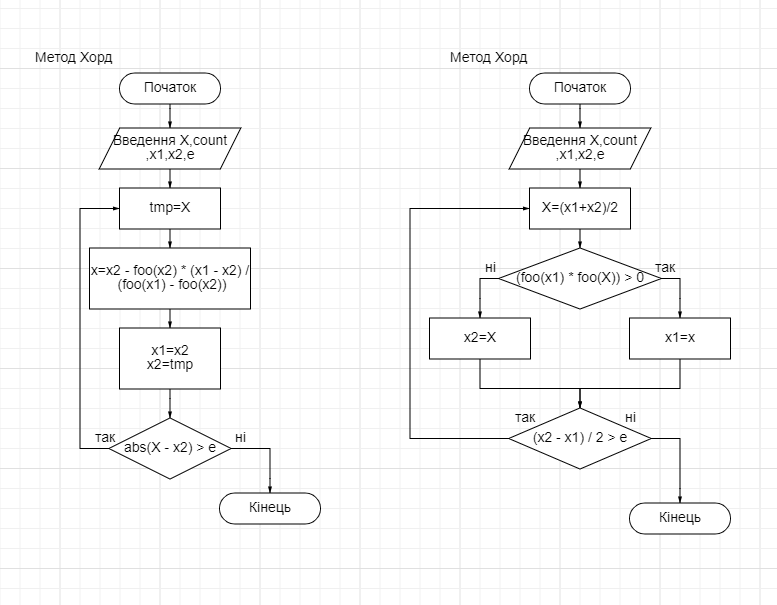 Метод Хорд
Початок
Введення X,count
,x1,x2,e
tmp=X
x=x2 - foo(x2) * (x1 - x2) /
(foo(x1) - foo(x2))
x1=x2
x2=tmp
так
abs(X - x2) > e
ні
Кінець
Метод Хорд
Початок
Введення X,count
,x1,x2,e
X=(x1+x2)/2
ні
(foo(x1) * foo(X)) > 0
так
x2=X
x1=x
так
ні
(x2 - x1) / 2 > e
Кінець